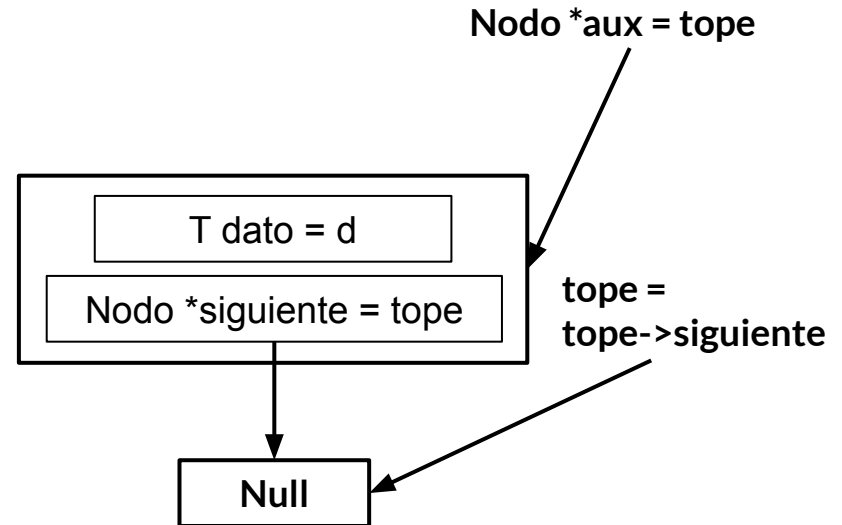 Nodo *aux = tope
T dato = d
Nodo *siguiente = tope
tope =
tope->siguiente
Null